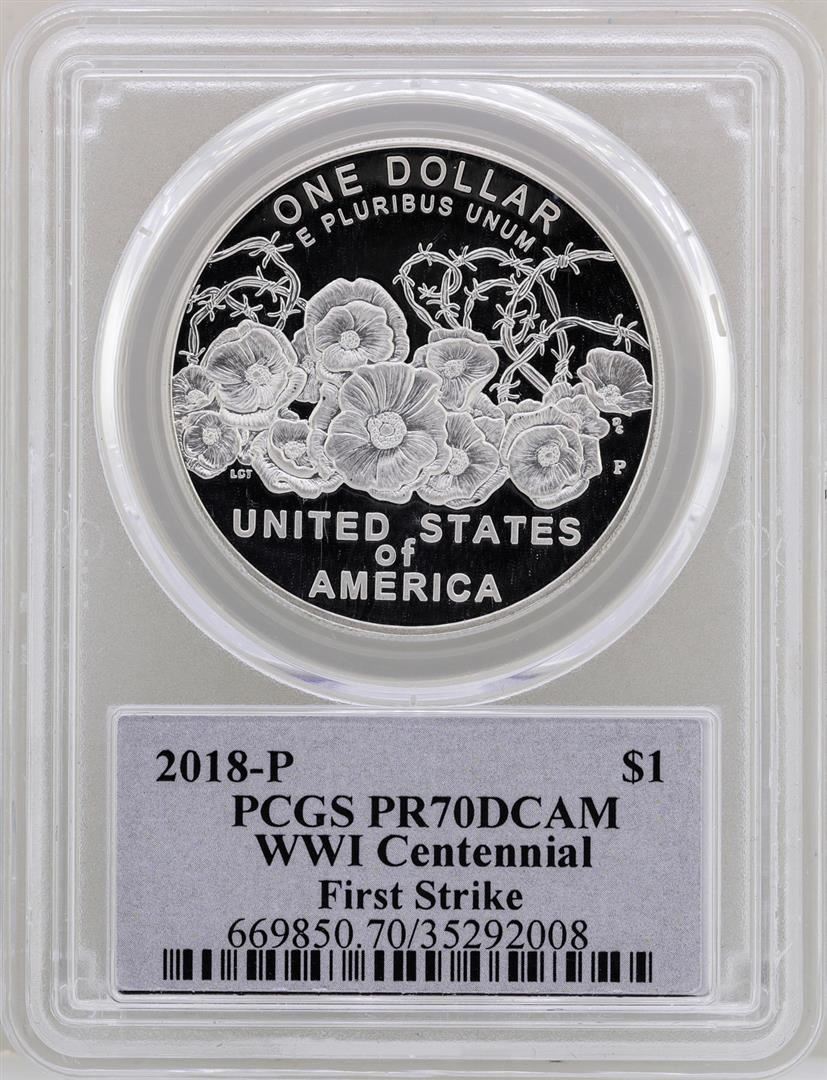 ONE DOLLAR
E PLURIBUS UNUM
LGT
P
UNITED STATES
of
AMERICA
2018-P $1
PCGS PR70DCAM
WWI Centennial
First Strike
669850.70/35292008